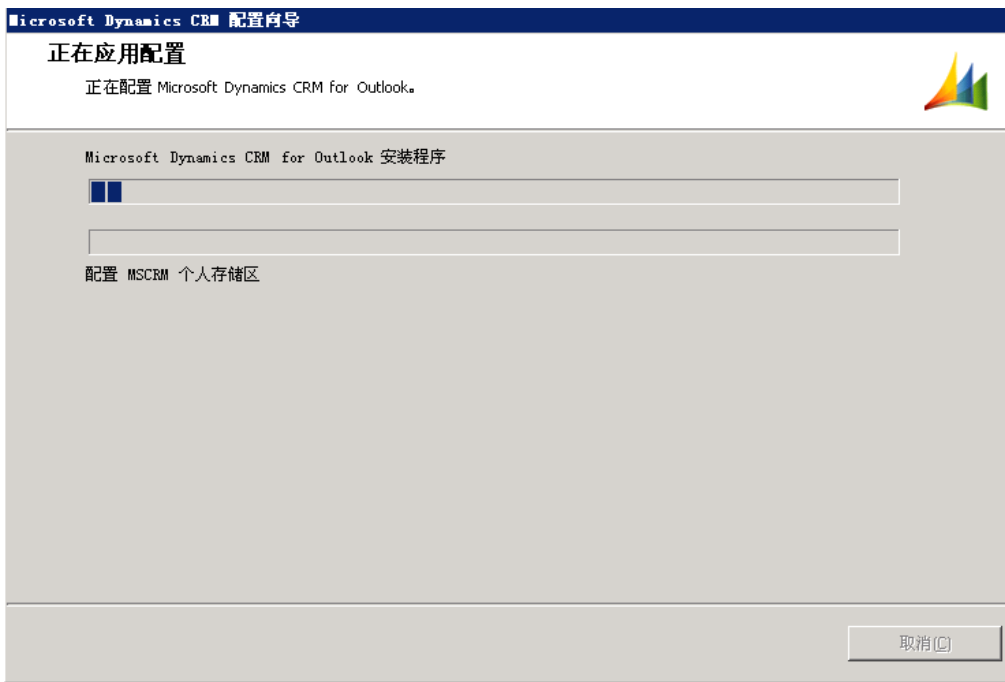 Microsoft Dynamics CRM 配置向导
正在应用配置
正在配置 Microsoft Dynamics CRM for Outlook。
Microsoft Dynamics CRM for Outlook 安装程序
配置 MSCRM 个人存储区
取消(C)